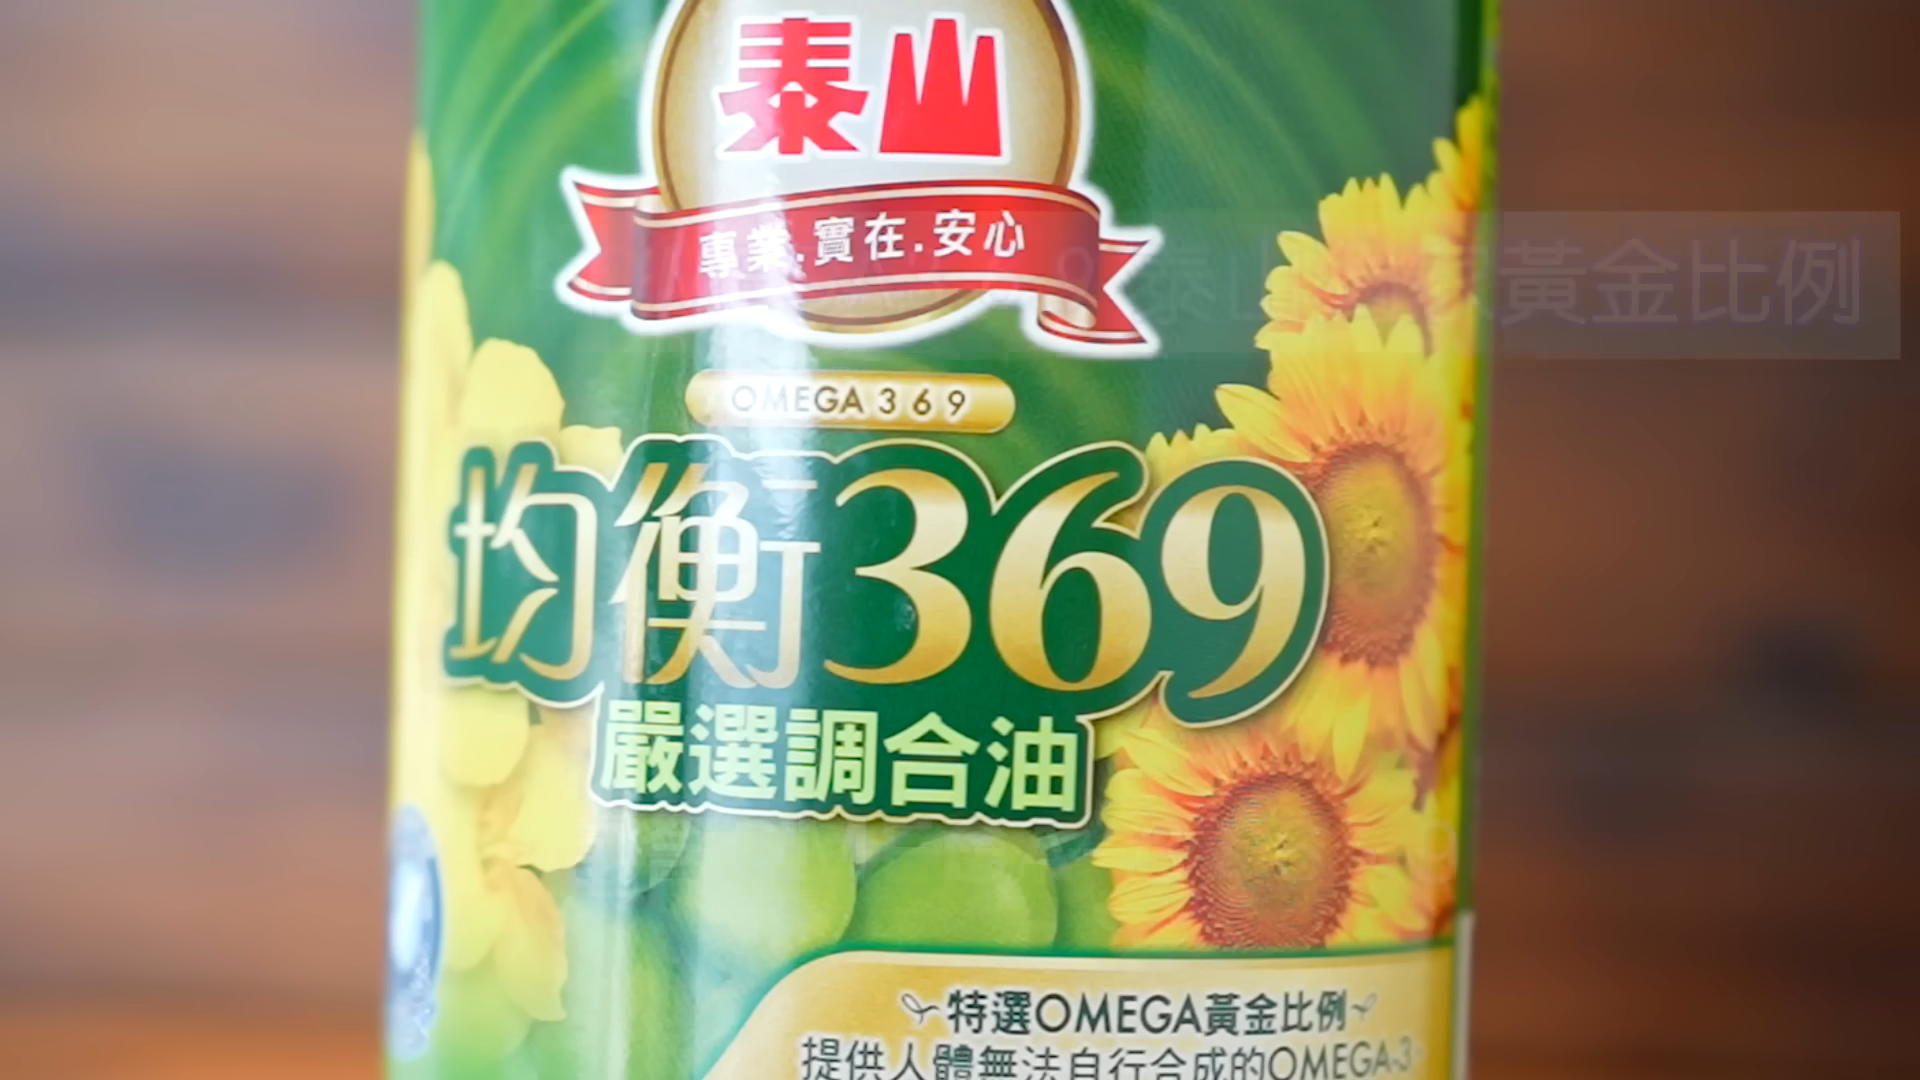 泰山
專業.實在.安心
黃金比例
OMEGA 3 6 9
均衡369
嚴選調合油
特選OMEGA黃金比例
提供人體無法自行合成的OMEGA-3